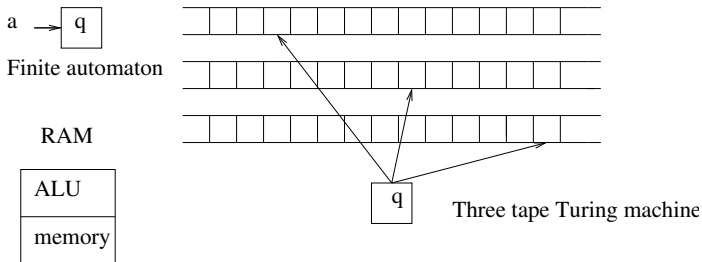 a
q
Finite automaton
RAM
ALU
memory
q
Three tape Turing machine